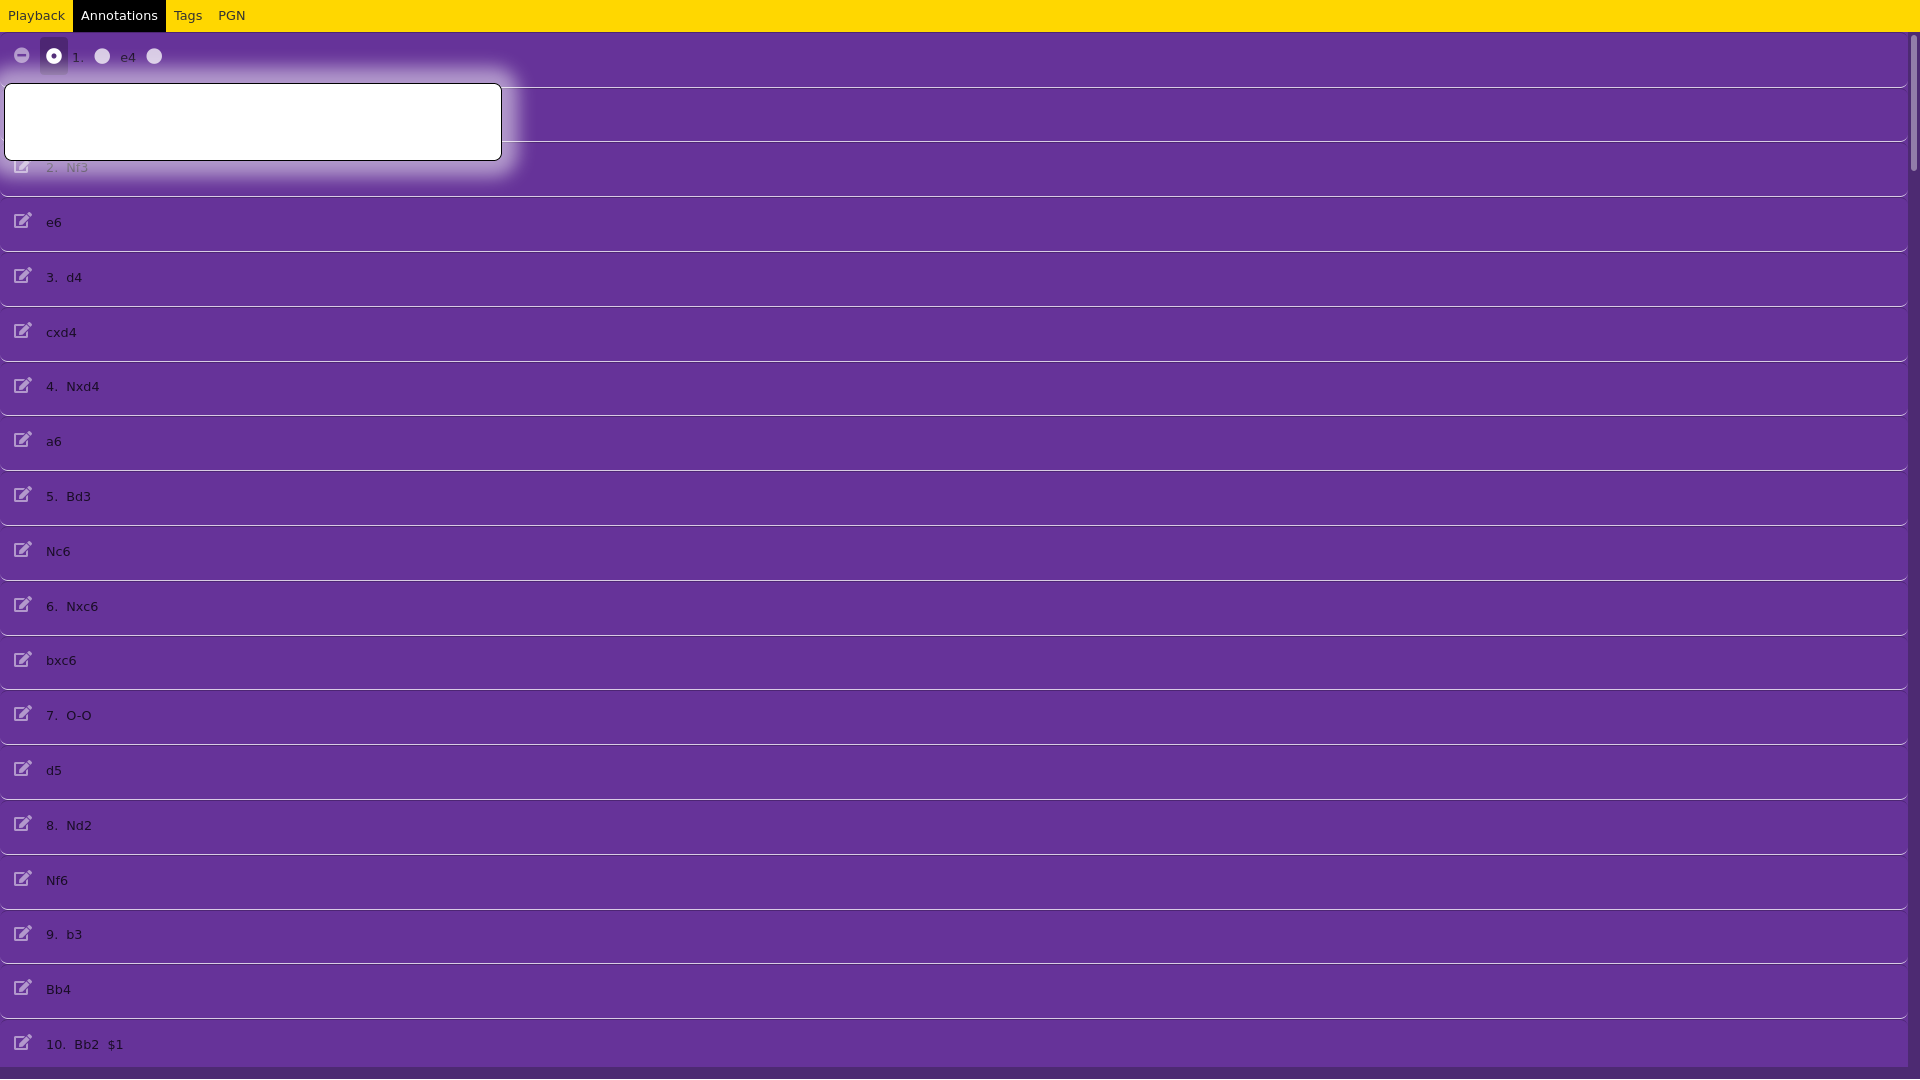 Playback Annotations Tags PGN
1. e4
2. Nf3
e6
3. d4
cxd4
4. Nxd4
a6
5. Bd3
Nc6
6. Nxc6
bxc6
7. O-O
d5
8. Nd2
Nf6
9. b3
Bb4
10. Bb2 $1